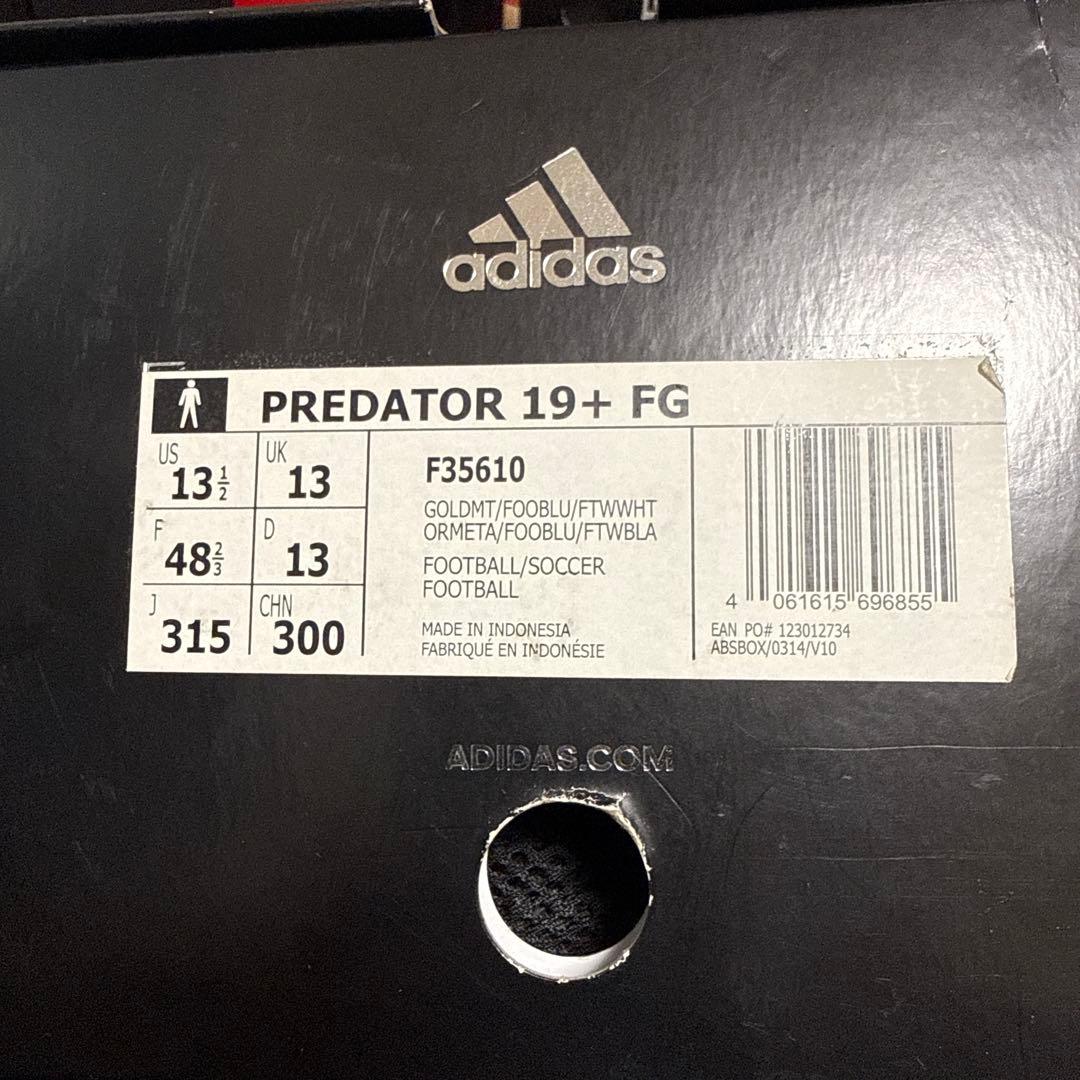 adidas
PREDATOR 19+ FG
US 13½
UK 13
F 48⅔
D 13
J 315
CHN 300
F35610
GOLDMT/FOOBLU/FTWWHT
ORMETA/FOOBLU/FTWBLA
FOOTBALL/SOCCER
FOOTBALL
MADE IN INDONESIA
FABRIQUÉ EN INDONÉSIE
4 061615 696855
EAN PO# 123012734
ABSBOX/0314/V10
ADIDAS.COM